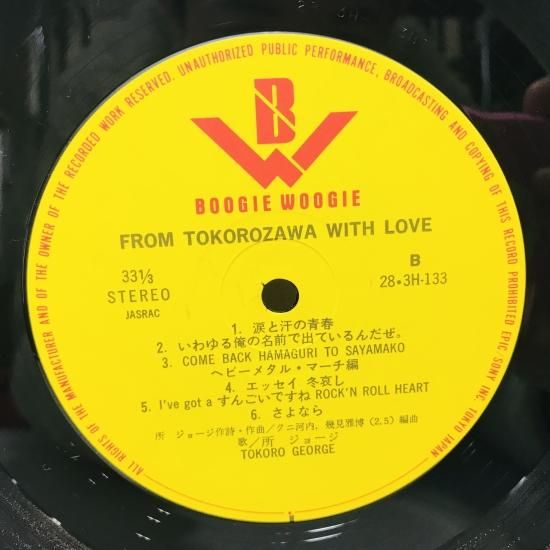 ALL RIGHTS OF THE MANUFACTURER AND OF THE OWNER OF THE RECORDED WORK RESERVED. UNAUTHORIZED PUBLIC PERFORMANCE, BROADCASTING AND COPYING OF THIS RECORD PROHIBITED EPIC SONY INC. TOKYO JAPAN
B
W
BOOGIE WOOGIE
FROM TOKOROZAWA WITH LOVE
33⅓
STEREO
JASRAC
B
28・3H-133
1. 涙と汗の青春
2. いわゆる俺の名前で出ているんだぜ。
3. COME BACK HAMAGURI TO SAYAMAKO
ヘビーメタル・マーチ編
4. エッセイ 冬哀し
5. I've got a すんごいですね ROCK'N ROLL HEART
6. さよなら
所 ジョージ作詩・作曲/クニ河内、幾見雅博(2,5)編曲
歌/所 ジョージ
TOKORO GEORGE